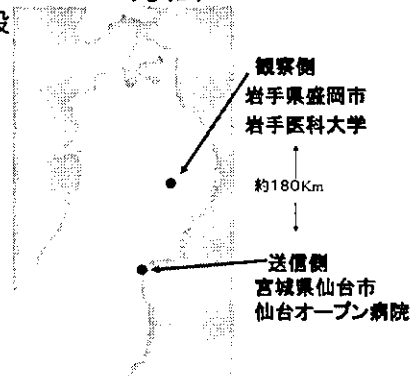 設
観察側
岩手県盛岡市
岩手医科大学
約180Km
送信側
宮城県仙台市
仙台オープン病院